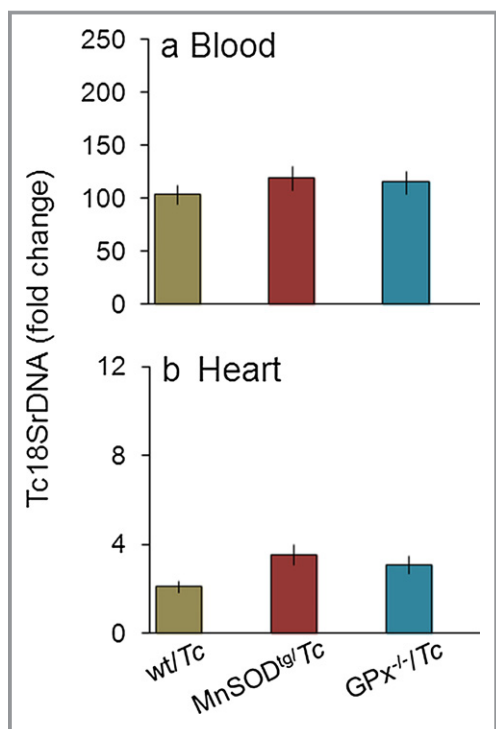 Tc18SrDNA (fold change)
a Blood
250
200
150
100
50
0
b Heart
12
8
4
0
wt/Tc
MnSODtg/Tc
GPx-/-/Tc